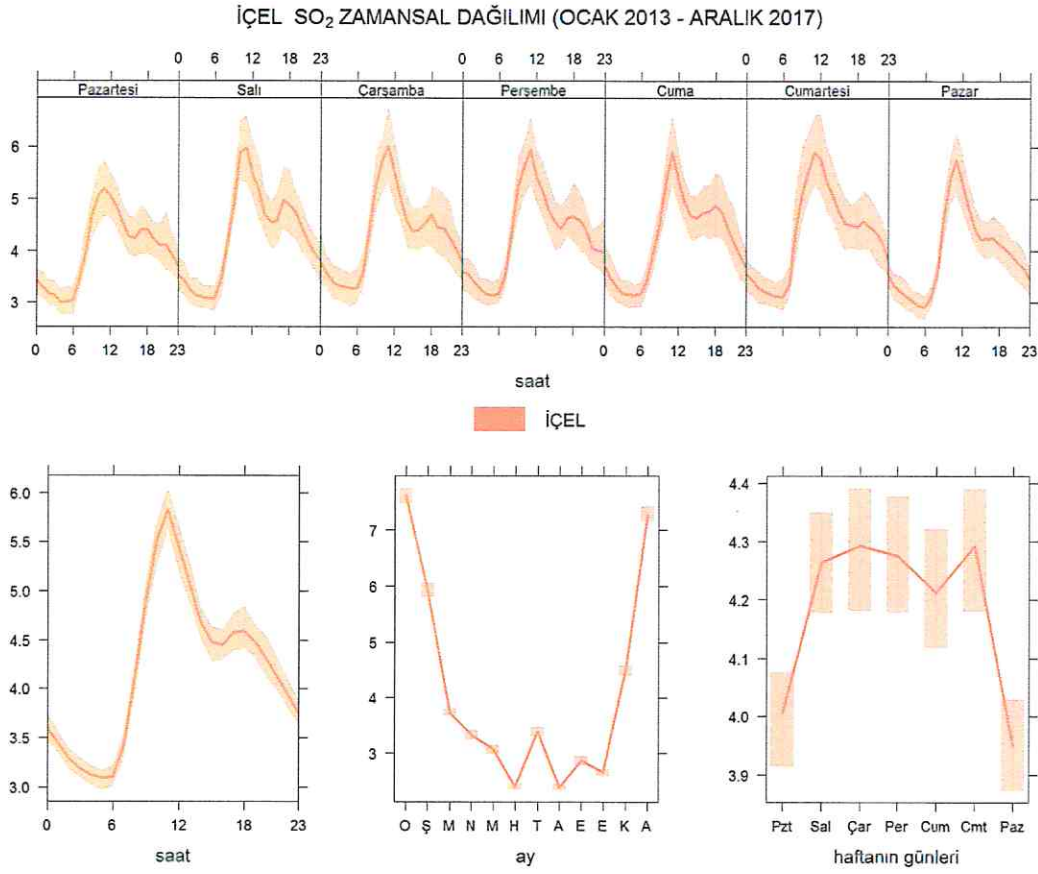 İÇEL SO₂ ZAMANSAL DAĞILIMI (OCAK 2013 - ARALIK 2017)
0 6 12 18 23 0 6 12 18 23 0 6 12 18 23
Pazartesi Salı Çarşamba Perşembe Cuma Cumartesi Pazar
6
5
4
3
0 6 12 18 23 0 6 12 18 23 0 6 12 18 23 0 6 12 18 23
saat
İÇEL
6.0
5.5
5.0
4.5
4.0
3.5
3.0
0 6 12 18 23
saat
7
6
5
4
3
O Ş M N M H T A E E K A
ay
4.4
4.3
4.2
4.1
4.0
3.9
Pzt Sal Çar Per Cum Cmt Paz
haftanın günleri